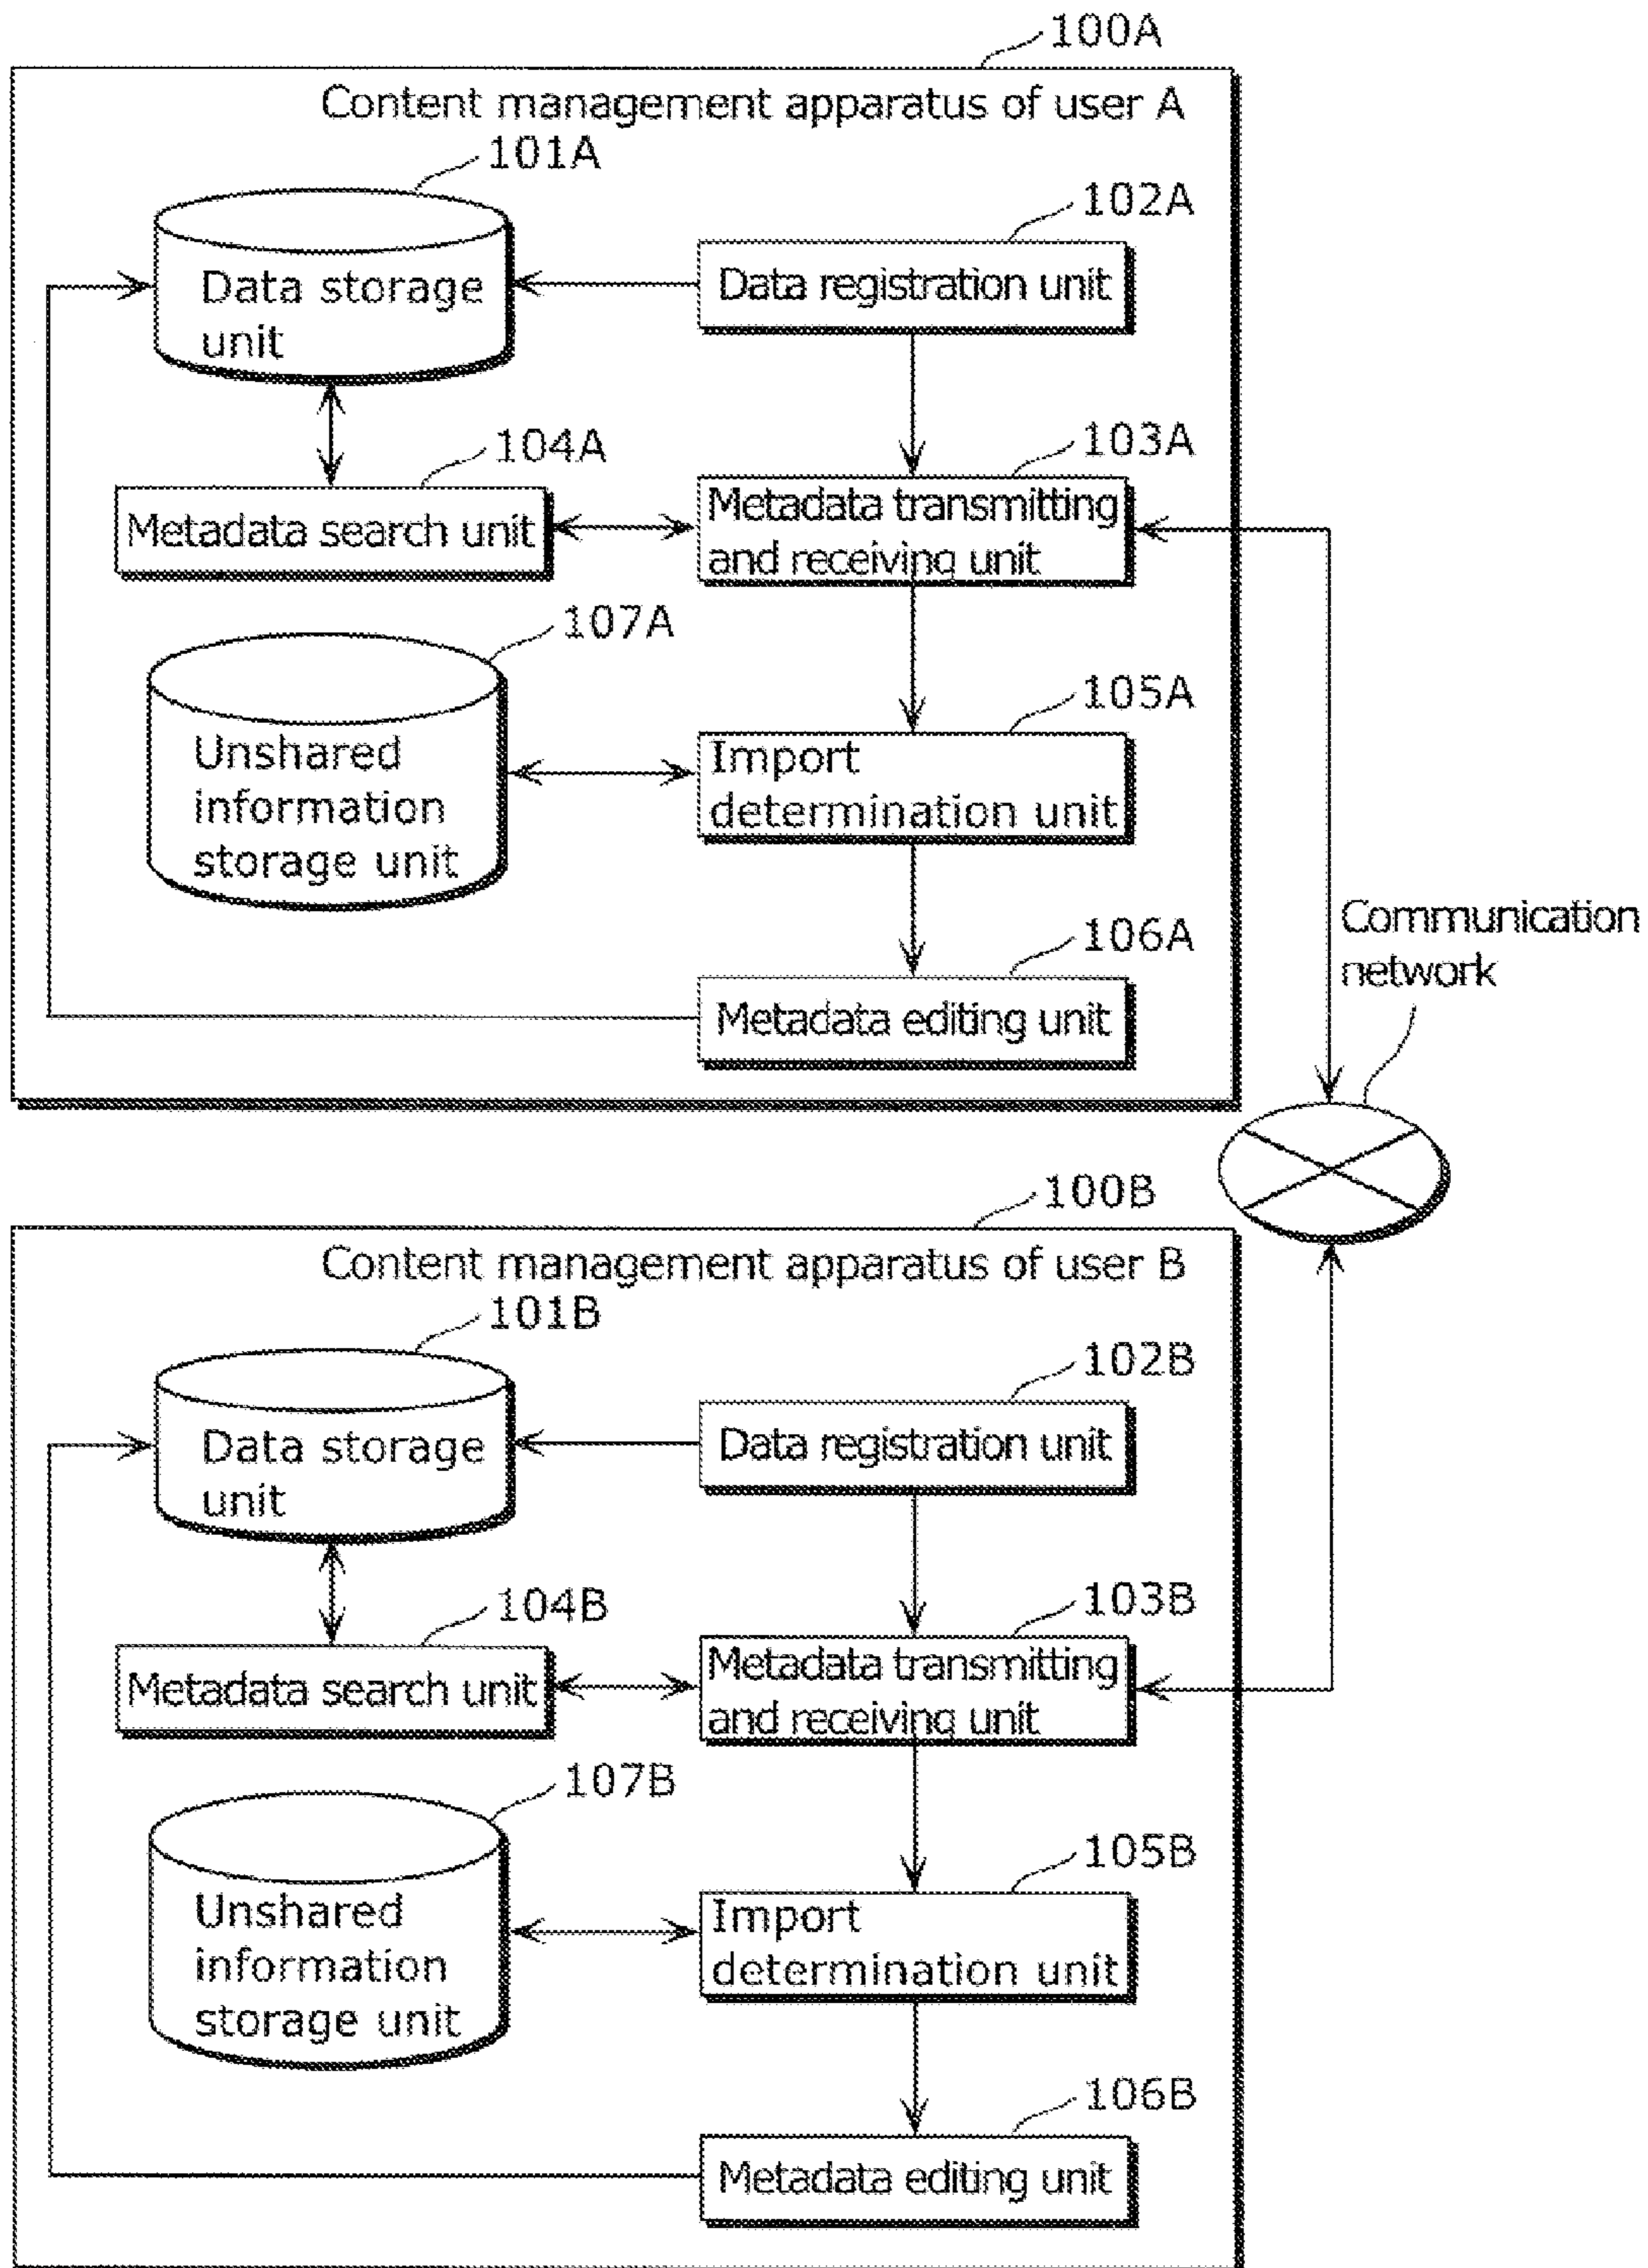 100A
Content management apparatus of user A
101A
102A
Data storage
unit
Data registration unit
104A
103A
Metadata search unit
Metadata transmitting
and receiving unit
107A
105A
Unshared
information
storage unit
Import
determination unit
106A
Communication
network
Metadata editing unit
100B
Content management apparatus of user B
101B
102B
Data storage
unit
Data registration unit
104B
103B
Metadata search unit
Metadata transmitting
and receiving unit
107B
105B
Unshared
information
storage unit
Import
determination unit
106B
Metadata editing unit